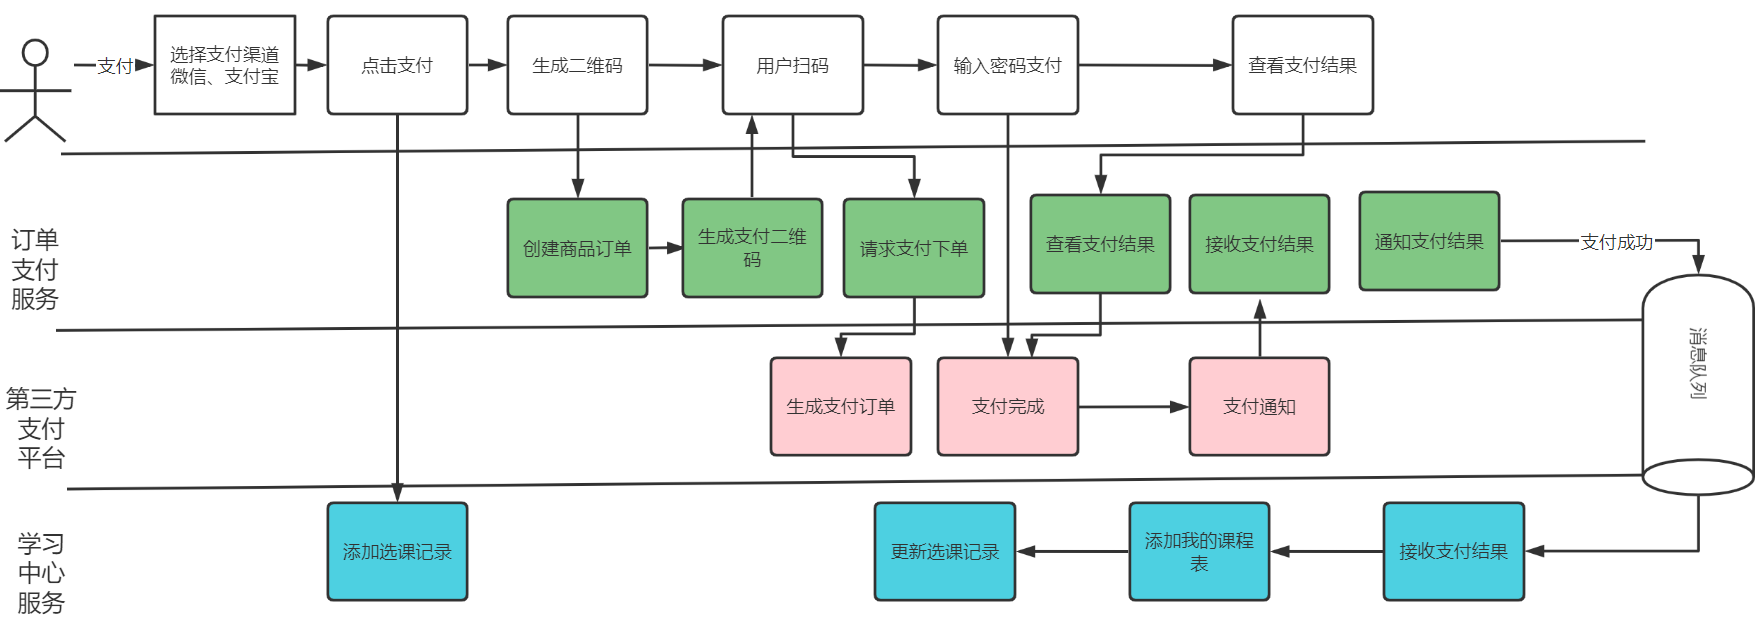 支付
选择支付渠道
微信、支付宝
点击支付
生成二维码
用户扫码
输入密码支付
查看支付结果
订单
支付
服务
创建商品订单
生成支付二维
码
请求支付下单
查看支付结果
接收支付结果
通知支付结果
支付成功
消息队列
第三方
支付
平台
生成支付订单
支付完成
支付通知
学习
中心
服务
添加选课记录
更新选课记录
添加我的课程
表
接收支付结果